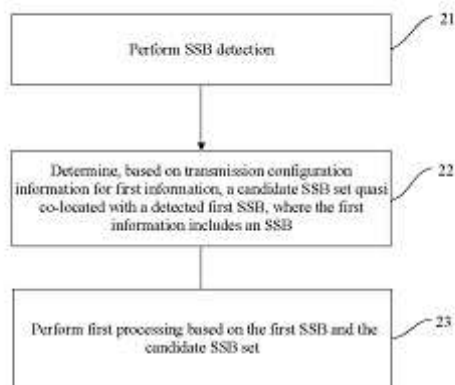 21
Perform SSB detection
Determine, based on transmission configuration
information for first information, a candidate SSB set quasi
co-located with a detected first SSB, where the first
information includes an SSB
22
Perform first processing based on the first SSB and the
candidate SSB set
23